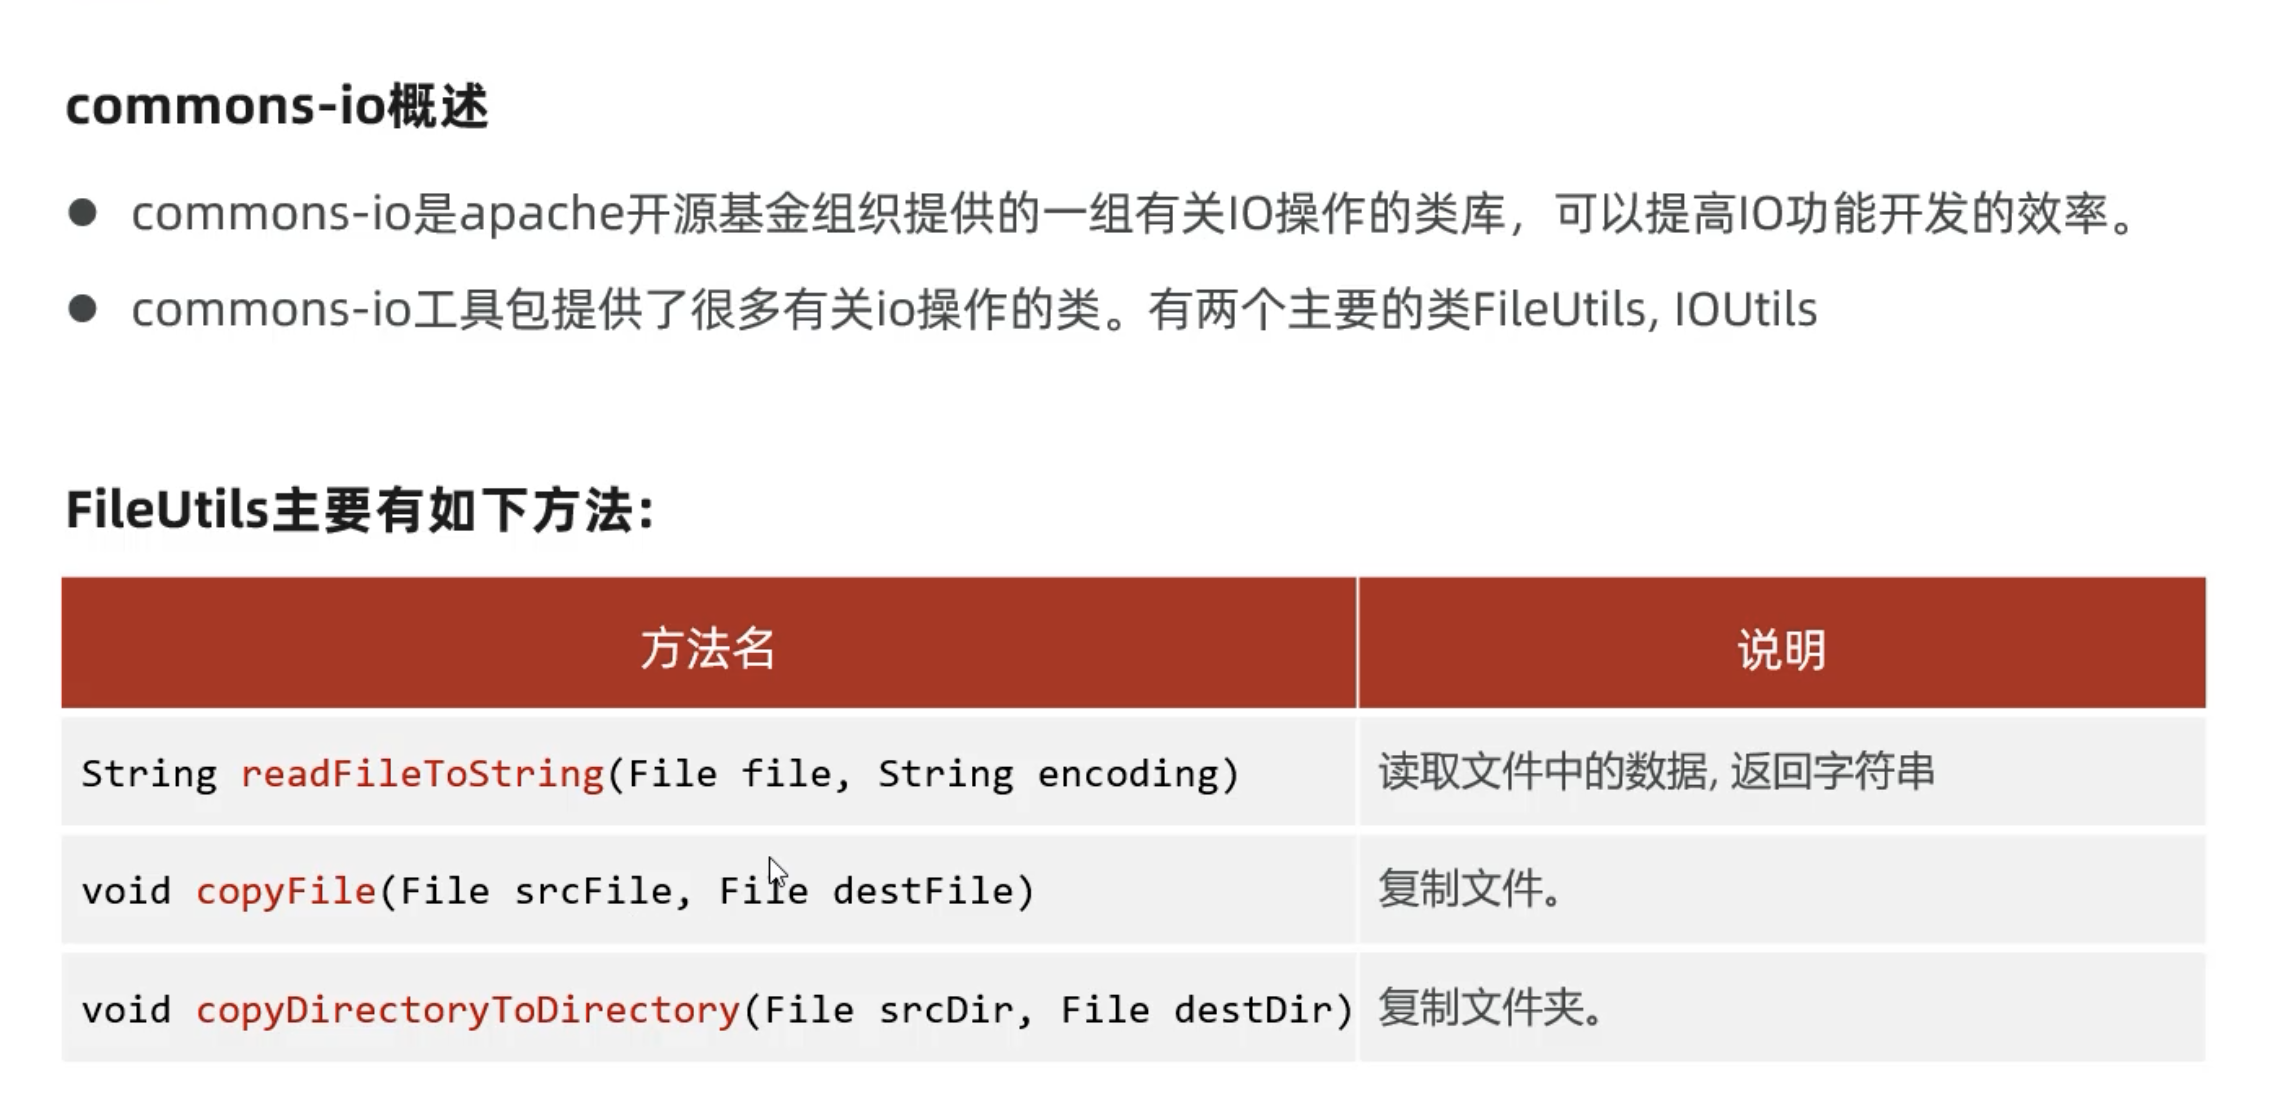 commons-io概述
commons-io是apache开源基金组织提供的一组有关IO操作的类库，可以提高IO功能开发的效率。
commons-io工具包提供了很多有关io操作的类。有两个主要的类FileUtils, IOUtils
FileUtils主要有如下方法:
方法名 说明
String readFileToString(File file, String encoding) 读取文件中的数据, 返回字符串
void copyFile(File srcFile, File destFile) 复制文件。
void copyDirectoryToDirectory(File srcDir, File destDir) 复制文件夹。